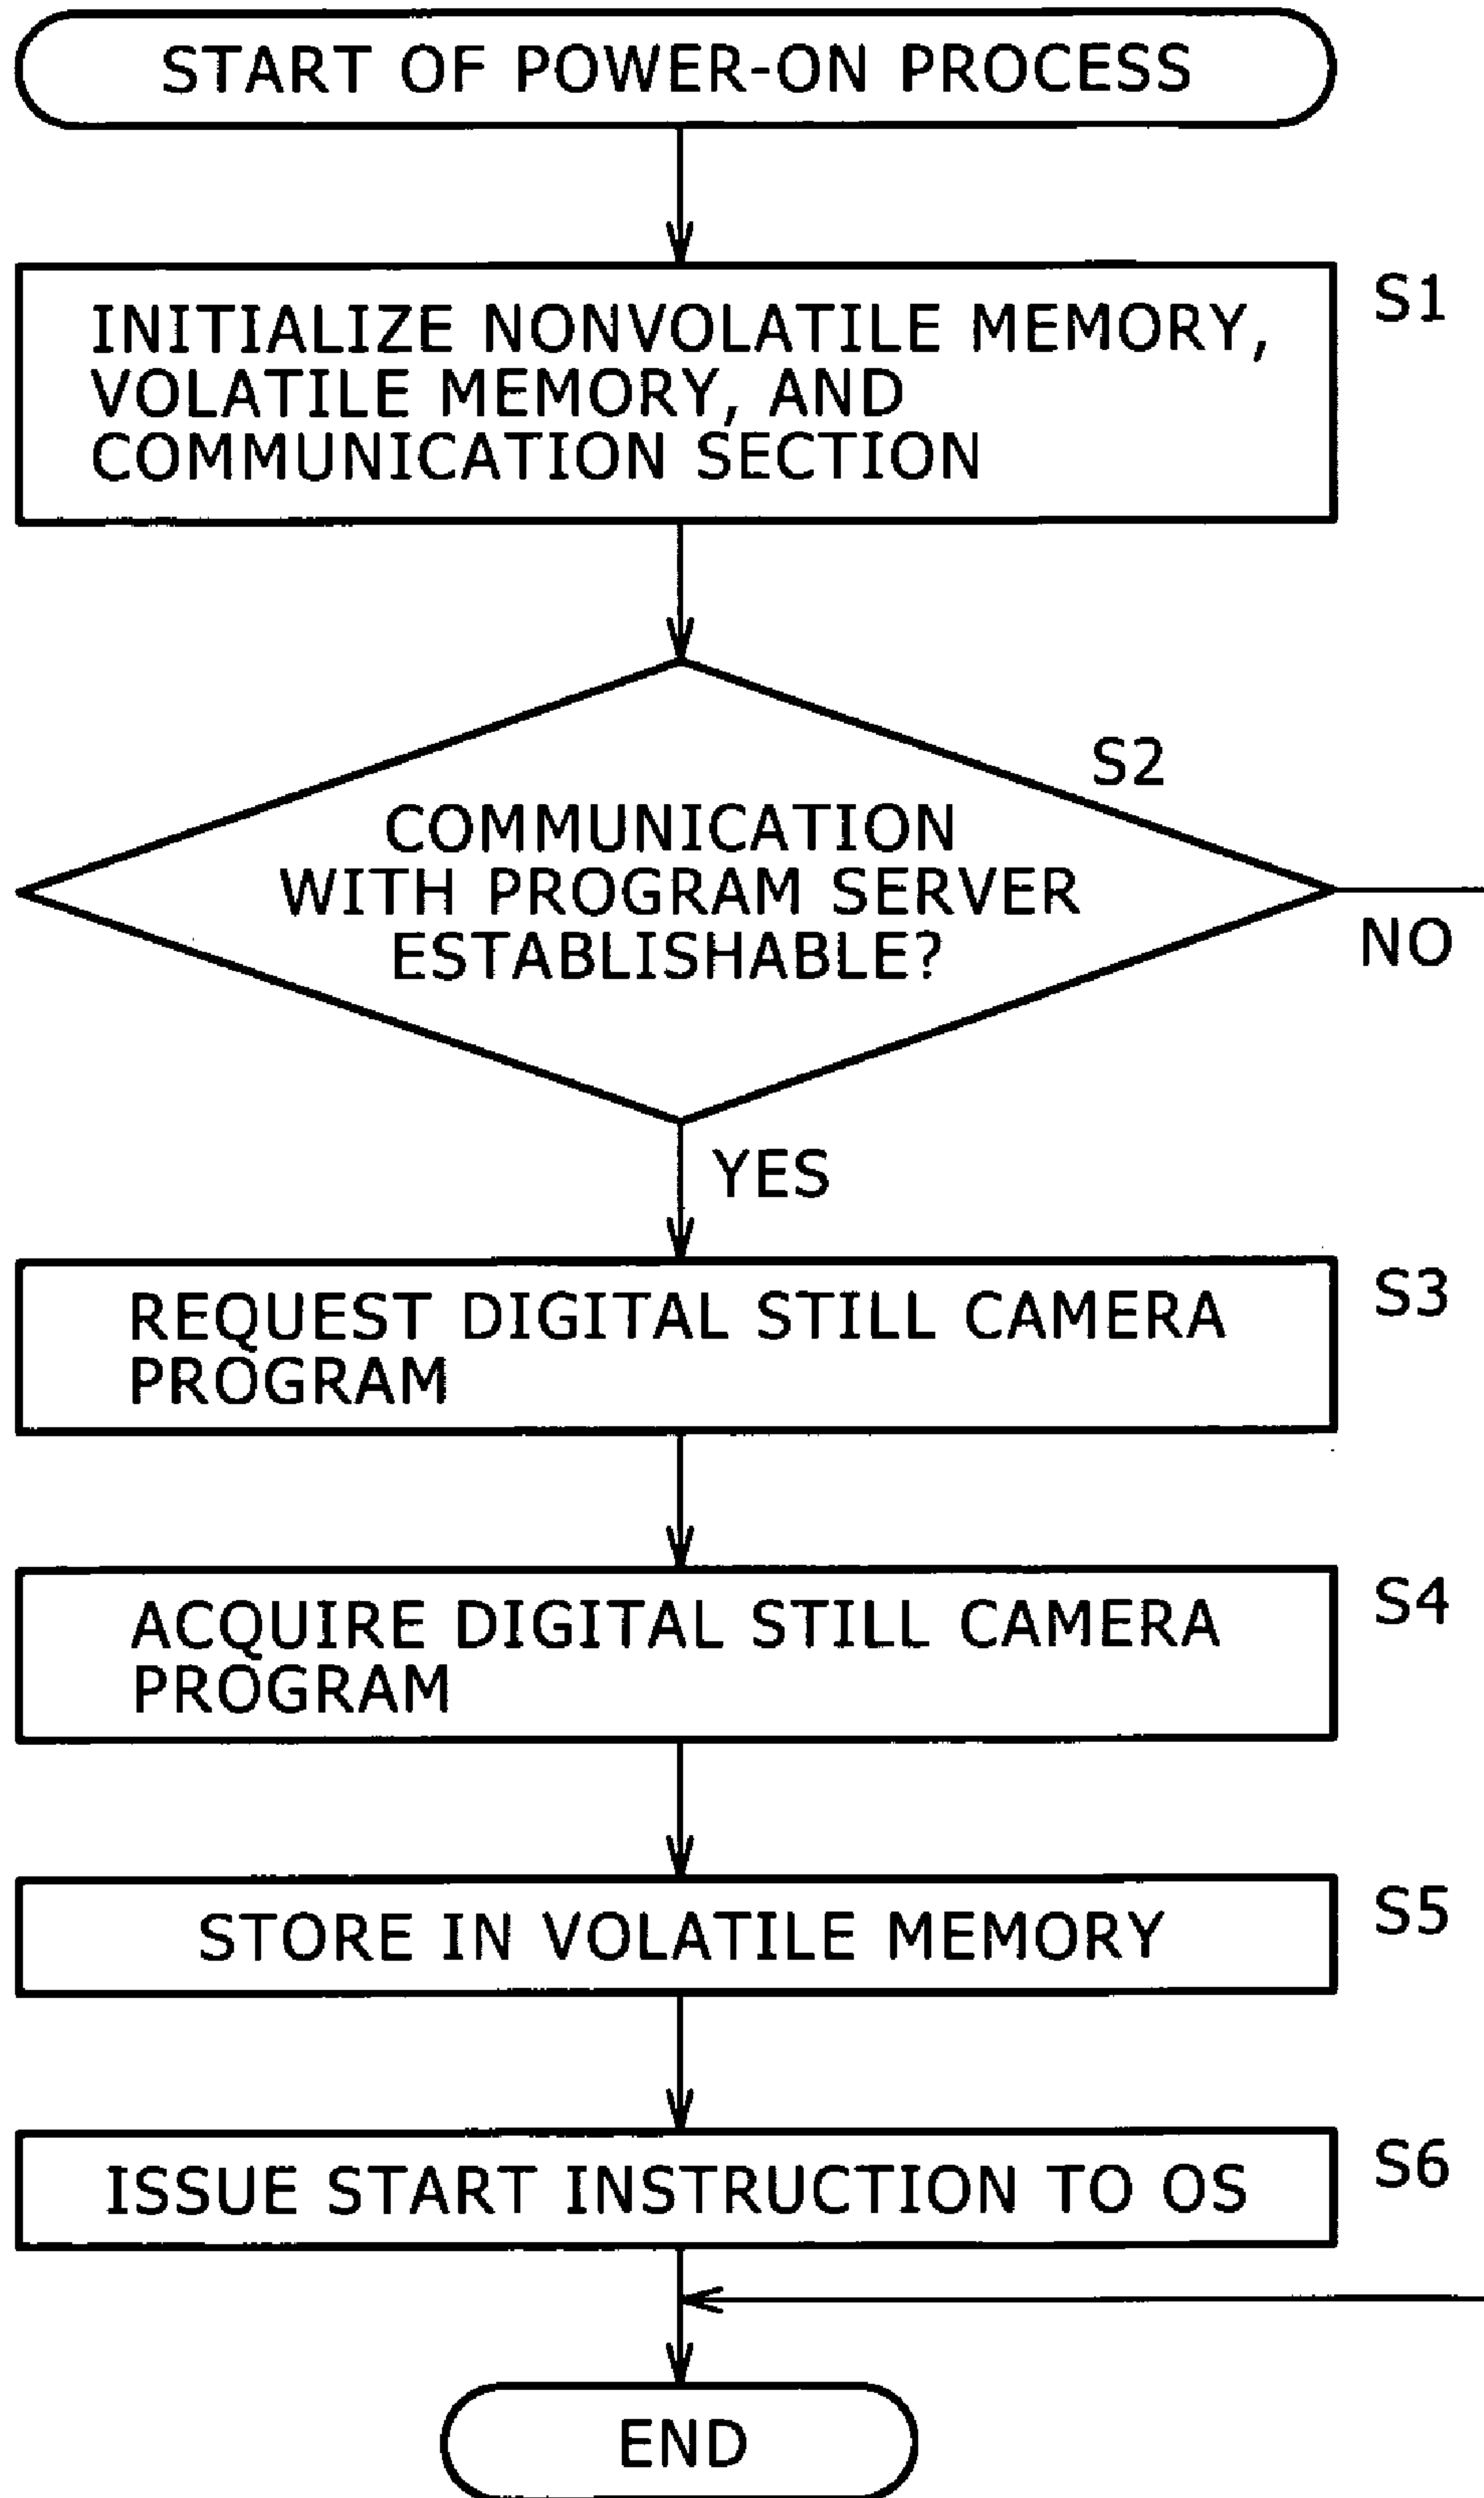 START OF POWER-ON PROCESS
S1
INITIALIZE NONVOLATILE MEMORY,
VOLATILE MEMORY, AND
COMMUNICATION SECTION
S2
COMMUNICATION
WITH PROGRAM SERVER
ESTABLISHABLE?
NO
YES
S3
REQUEST DIGITAL STILL CAMERA
PROGRAM
S4
ACQUIRE DIGITAL STILL CAMERA
PROGRAM
S5
STORE IN VOLATILE MEMORY
S6
ISSUE START INSTRUCTION TO OS
END